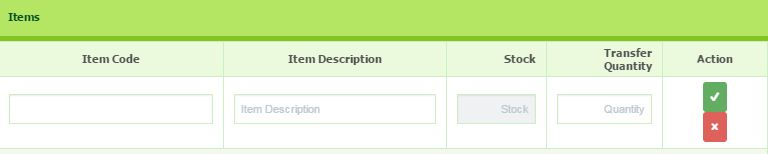 Items
Item Code Item Description Stock Transfer Quantity Action
Item Description Stock Quantity